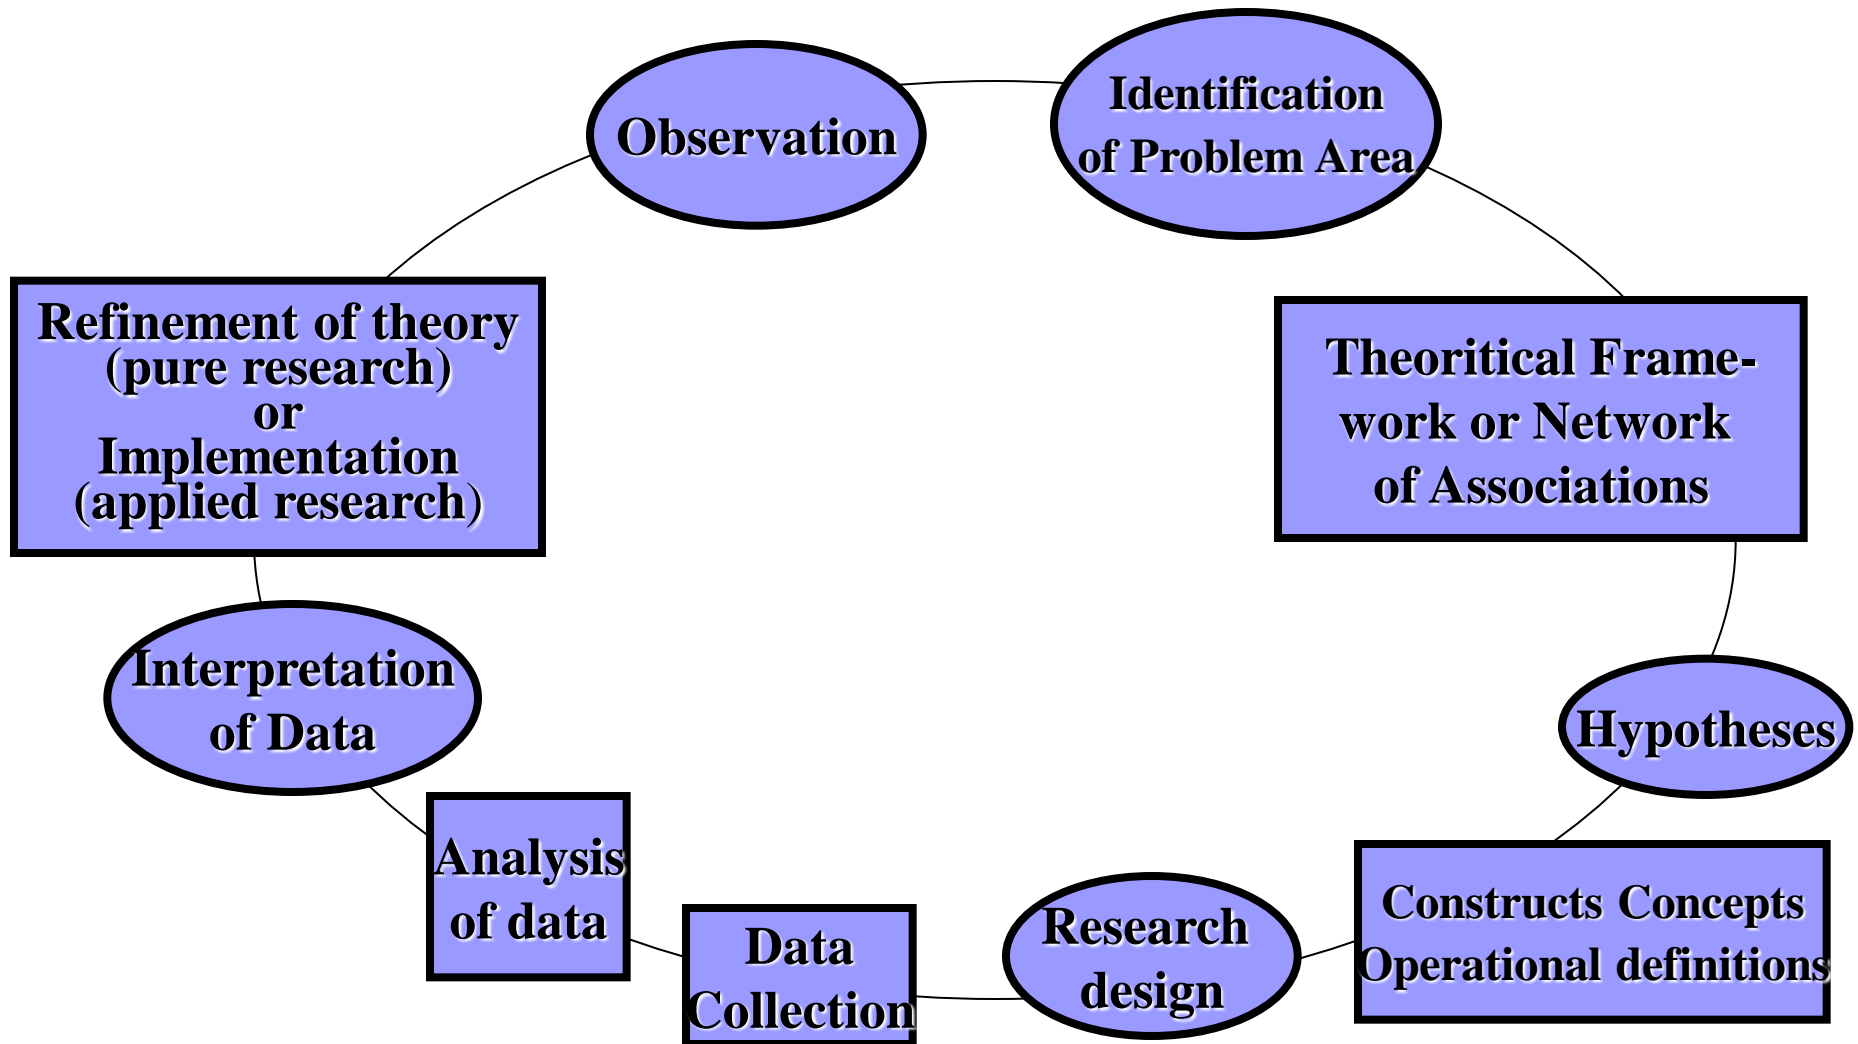 Observation
Identification
of Problem Area
Refinement of theory
(pure research)
or
Implementation
(applied research)
Theoritical Frame-
work or Network
of Associations
Interpretation
of Data
Hypotheses
Analysis
of data
Data
Collection
Research
design
Constructs Concepts
Operational definitions